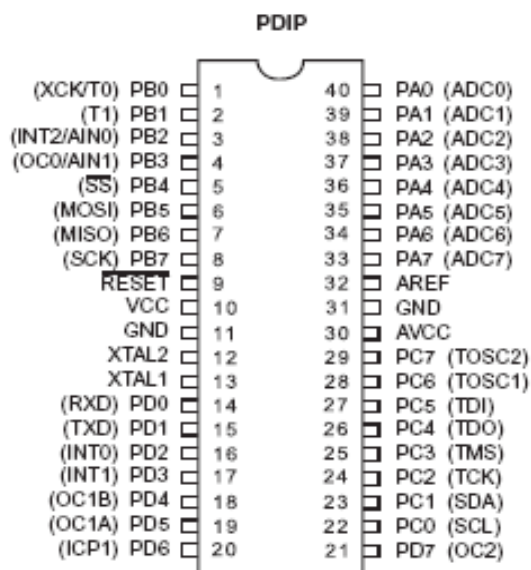 PDIP
(XCK/T0) PB0 1 40 PA0 (ADC0)
(T1) PB1 2 39 PA1 (ADC1)
(INT2/AIN0) PB2 3 38 PA2 (ADC2)
(OC0/AIN1) PB3 4 37 PA3 (ADC3)
(SS) PB4 5 36 PA4 (ADC4)
(MOSI) PB5 6 35 PA5 (ADC5)
(MISO) PB6 7 34 PA6 (ADC6)
(SCK) PB7 8 33 PA7 (ADC7)
RESET 9 32 AREF
VCC 10 31 GND
GND 11 30 AVCC
XTAL2 12 29 PC7 (TOSC2)
XTAL1 13 28 PC6 (TOSC1)
(RXD) PD0 14 27 PC5 (TDI)
(TXD) PD1 15 26 PC4 (TDO)
(INT0) PD2 16 25 PC3 (TMS)
(INT1) PD3 17 24 PC2 (TCK)
(OC1B) PD4 18 23 PC1 (SDA)
(OC1A) PD5 19 22 PC0 (SCL)
(ICP1) PD6 20 21 PD7 (OC2)